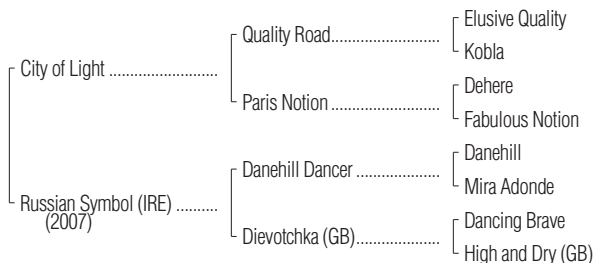 Elusive Quality
Quality Road..........................
Kobla
City of Light ..........................
Dehere
Paris Notion ..........................
Fabulous Notion
Danehill
Danehill Dancer ....................
Mira Adonde
Russian Symbol (IRE) ..........
(2007)
Dancing Brave
Dievotchka (GB)....................
High and Dry (GB)